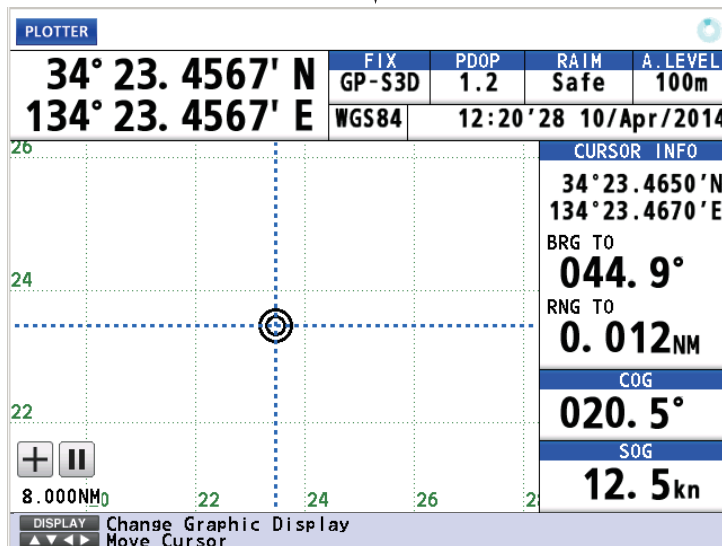 PLOTTER
34° 23. 4567' N
134° 23. 4567' E
FIX PDOP RAIM A.LEVEL
GP-S3D 1.2 Safe 100m
WGS84 12:20'28 10/Apr/2014
CURSOR INFO
34°23.4650'N
134°23.4670'E
BRG TO
044. 9°
RNG TO
0. 012NM
COG
020. 5°
SOG
12. 5kn
26
24
22
8.000NM
22 24 26
DISPLAY Change Graphic Display
▲▼◀▶ Move Cursor